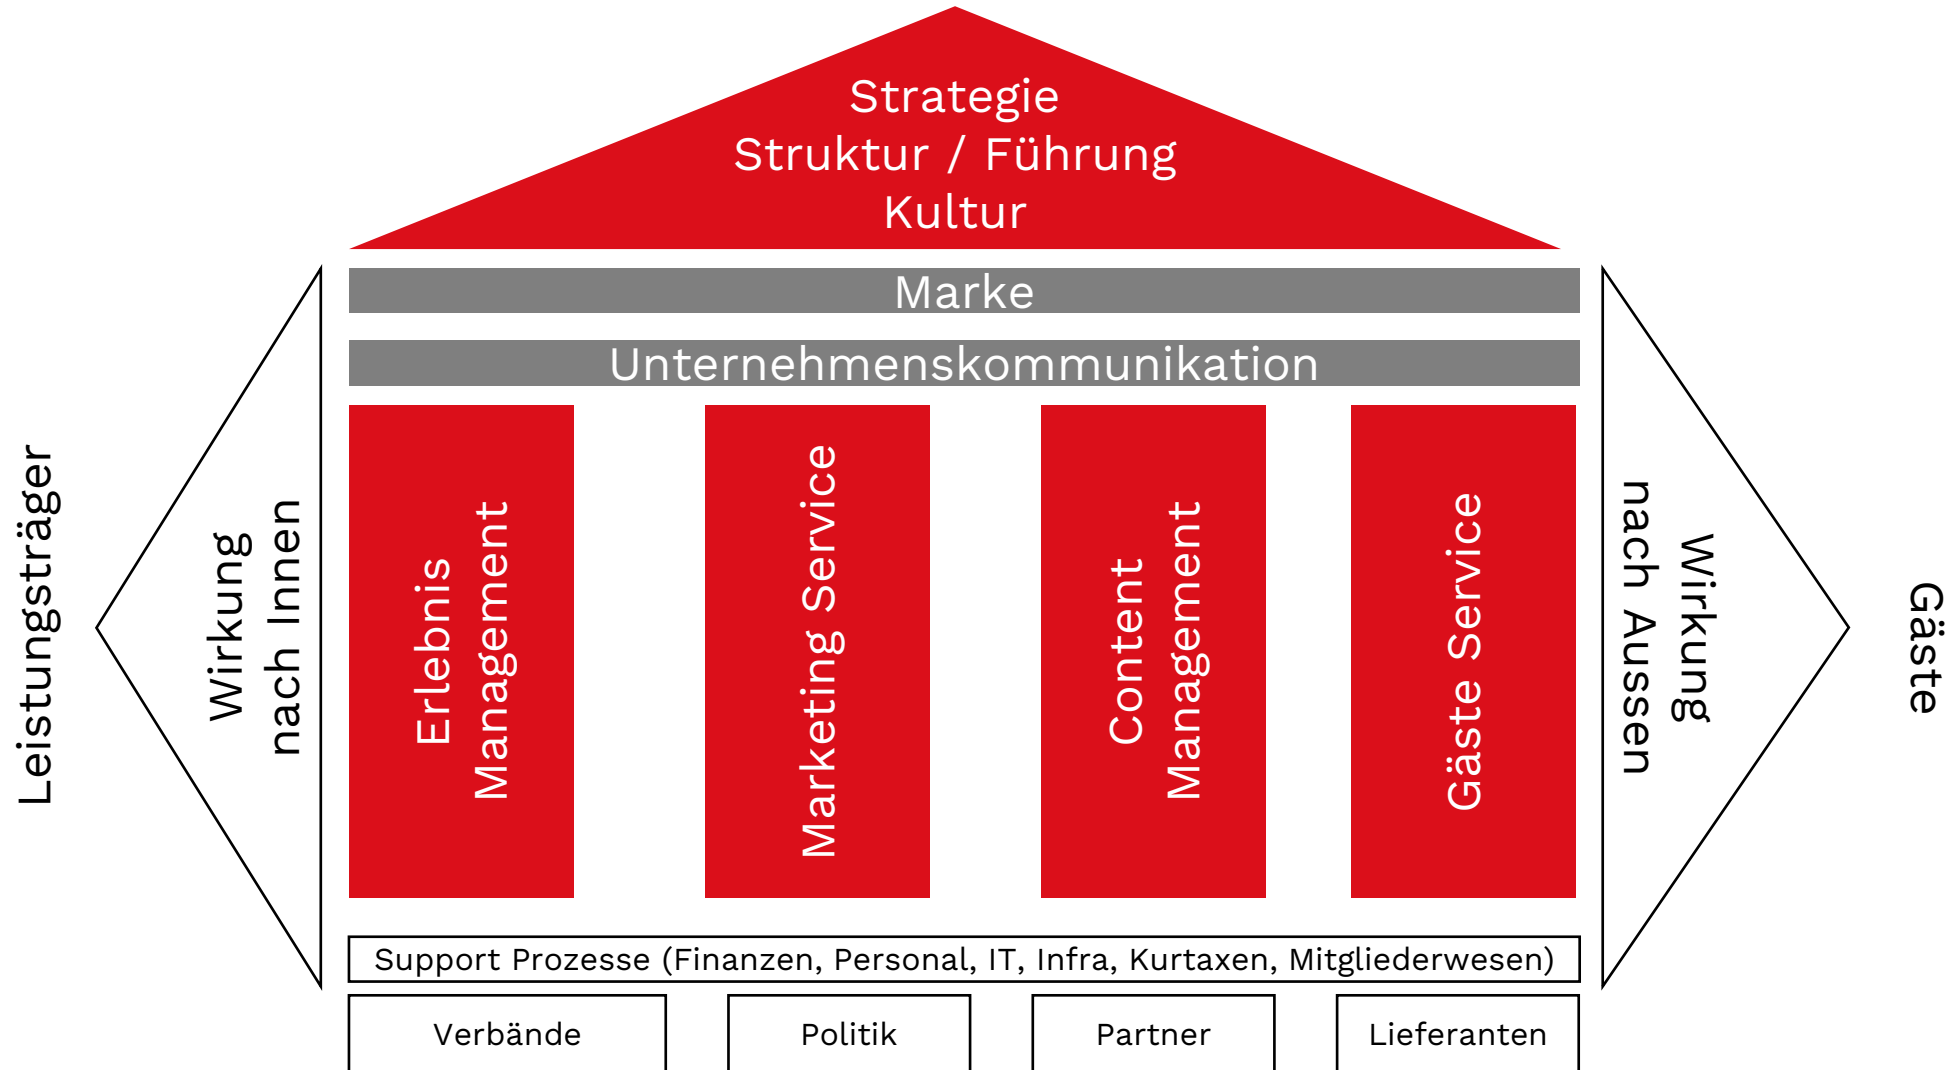 Strategie
Struktur / Führung
Kultur
Marke
Unternehmenskommunikation
Leistungsträger
Wirkung
nach Innen
Erlebnis
Management
Marketing Service
Content
Management
Gäste Service
Wirkung
nach Aussen
Gäste
Support Prozesse (Finanzen, Personal, IT, Infra, Kurtaxen, Mitgliederwesen)
Verbände
Politik
Partner
Lieferanten